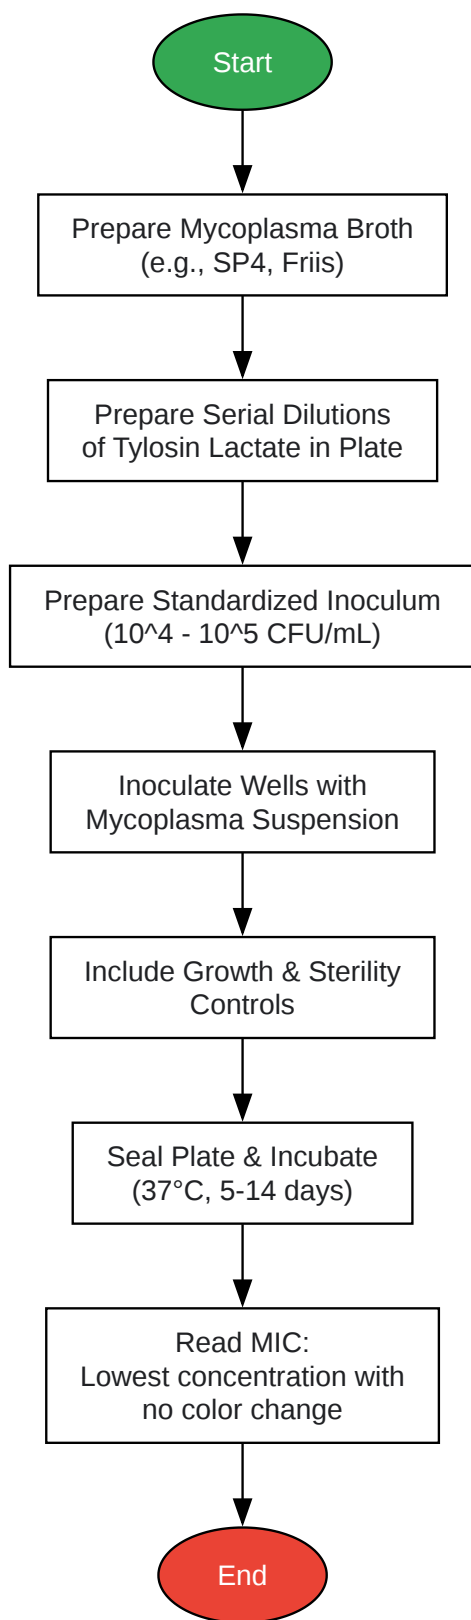 Start
Prepare Mycoplasma Broth
(e.g., SP4, Friis)
Prepare Serial Dilutions
of Tylosin Lactate in Plate
Prepare Standardized Inoculum
(10^4 - 10^5 CFU/mL)
Inoculate Wells with
Mycoplasma Suspension
Include Growth & Sterility
Controls
Seal Plate & Incubate
(37°C, 5-14 days)
Read MIC:
Lowest concentration with
no color change
End